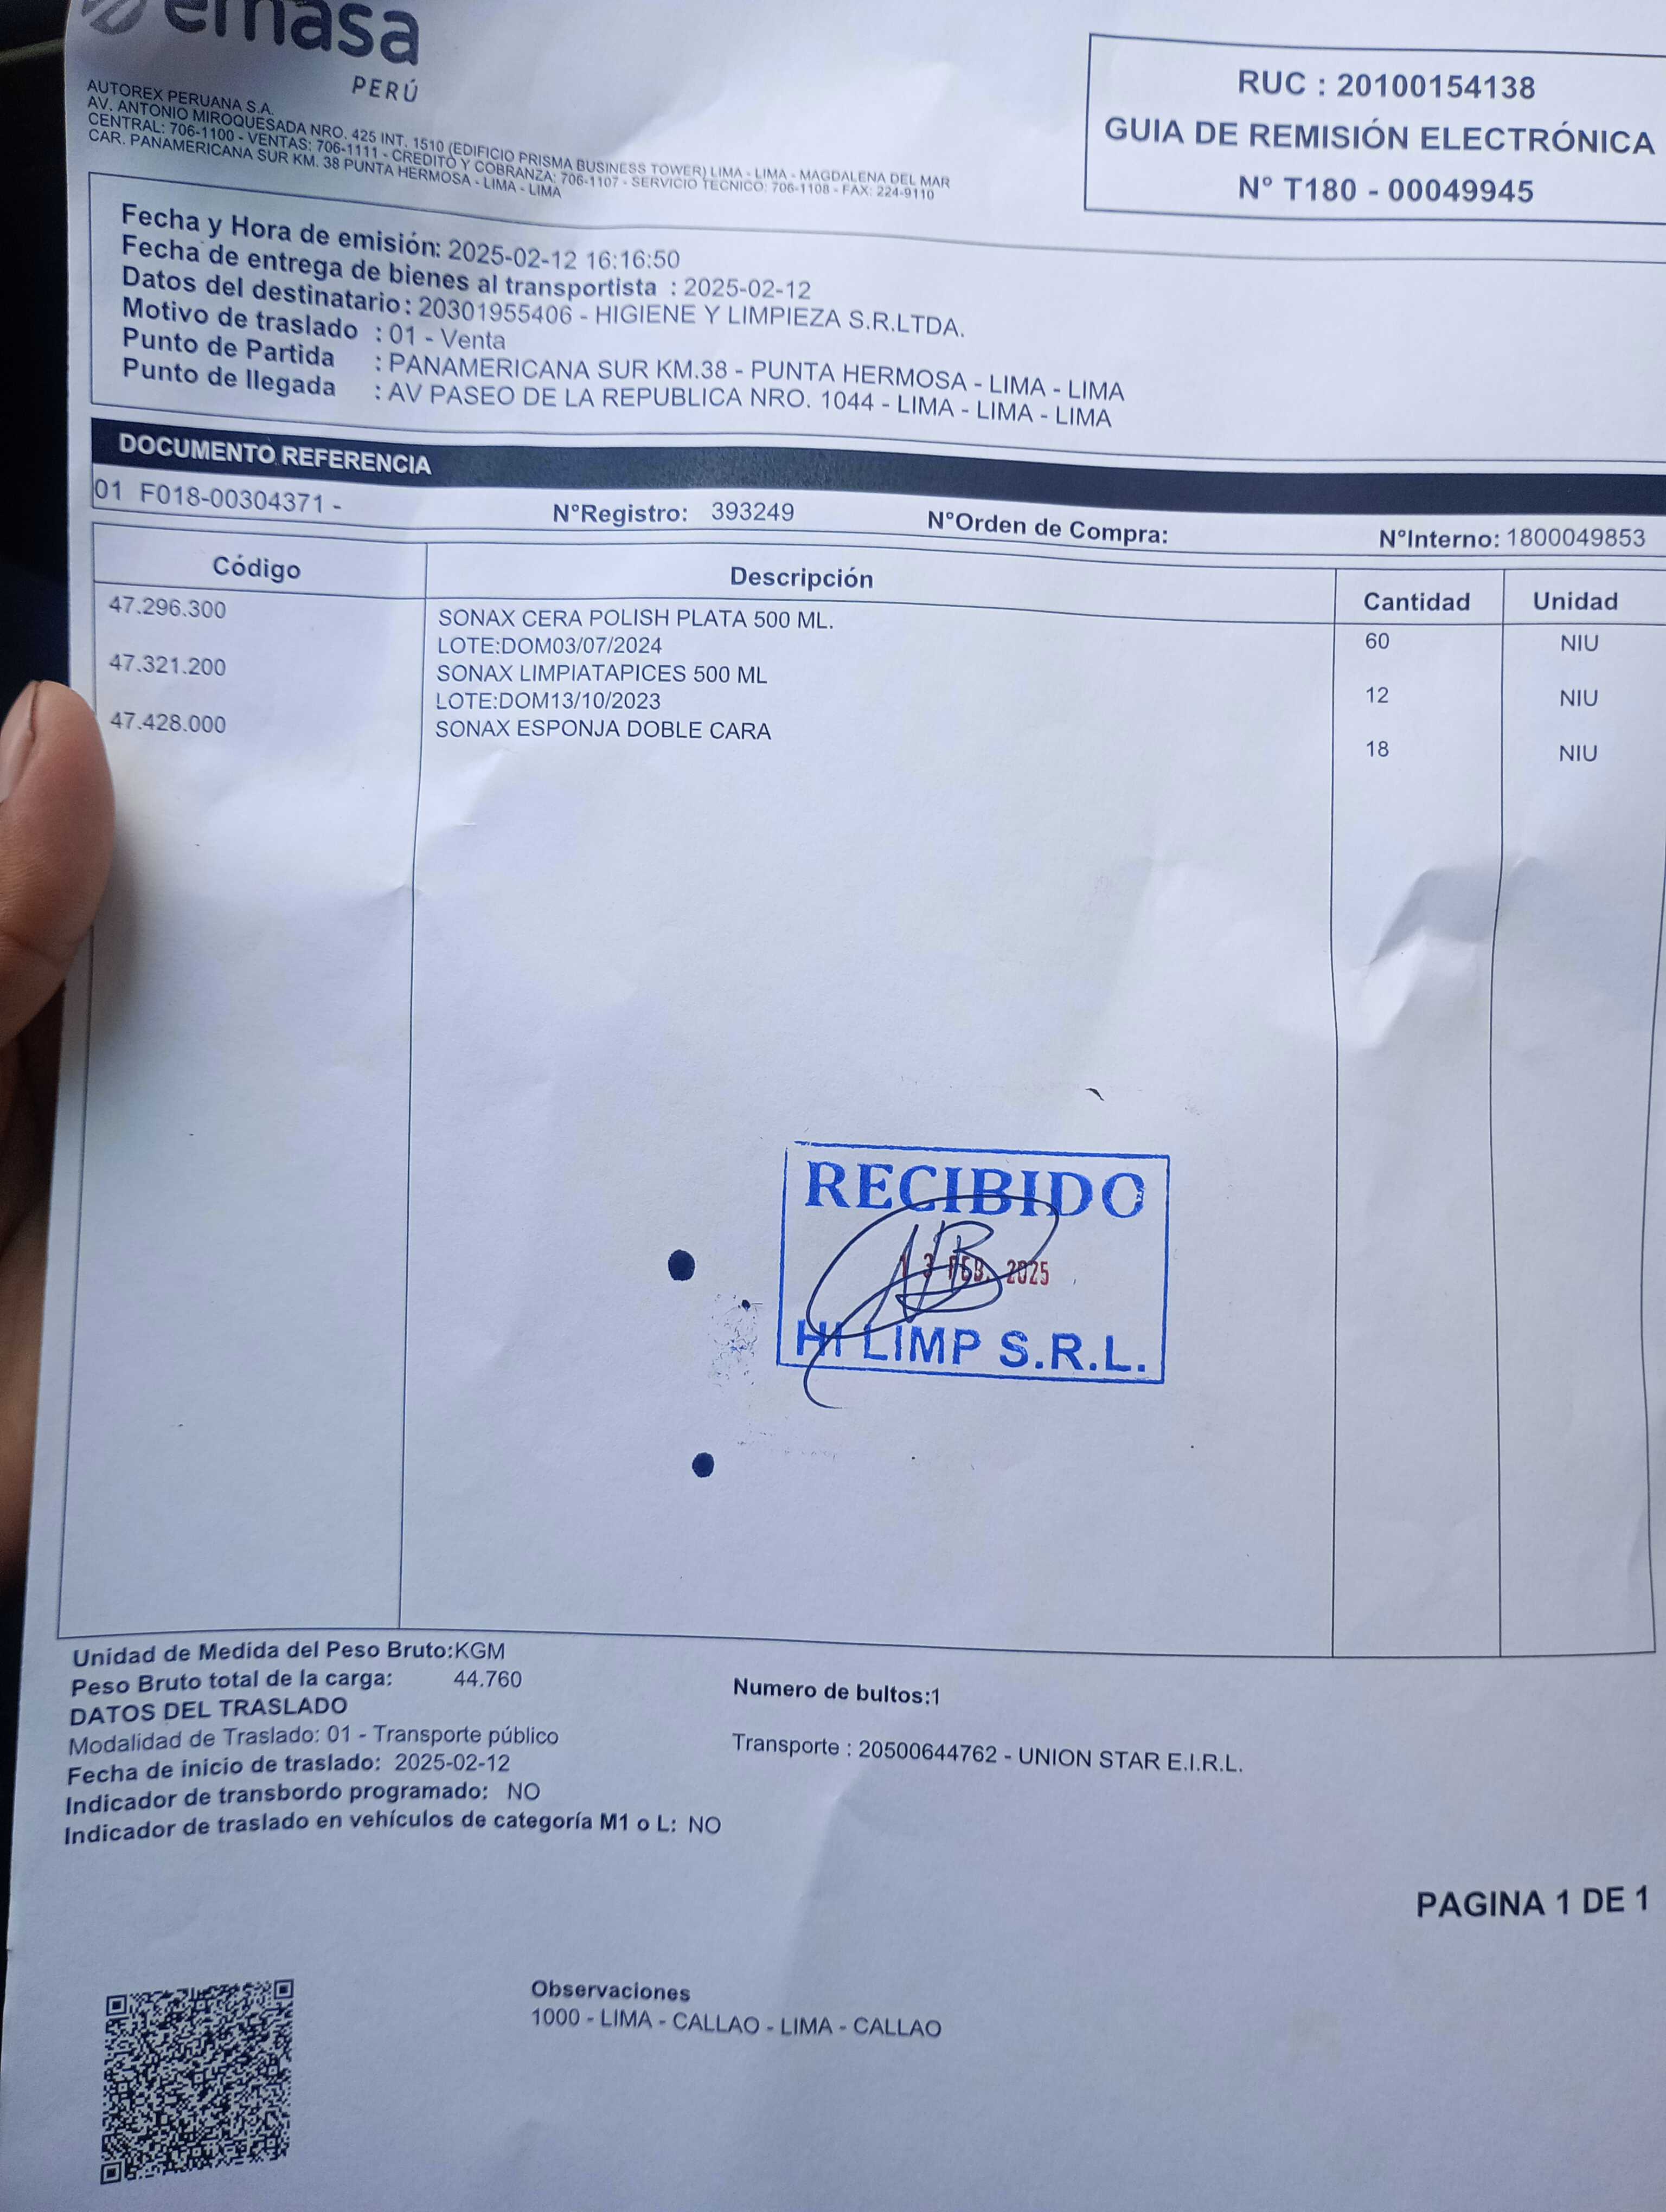 emasa
PERÚ
AUTOREX PERUANA S.A.
AV. ANTONIO MIROQUESADA NRO. 425 INT. 1510 (EDIFICIO PRISMA BUSINESS TOWER) LIMA - LIMA - MAGDALENA DEL MAR
CENTRAL: 706-1100 - VENTAS: 706-1111 - CREDITO Y COBRANZA: 706-1107 - SERVICIO TECNICO: 706-1108 - FAX: 224-9110
CAR. PANAMERICANA SUR KM. 38 PUNTA HERMOSA - LIMA - LIMA
RUC : 20100154138
GUIA DE REMISIÓN ELECTRÓNICA
N° T180 - 00049945
Fecha y Hora de emisión: 2025-02-12 16:16:50
Fecha de entrega de bienes al transportista : 2025-02-12
Datos del destinatario: 20301955406 - HIGIENE Y LIMPIEZA S.R.LTDA.
Motivo de traslado : 01 - Venta
Punto de Partida : PANAMERICANA SUR KM.38 - PUNTA HERMOSA - LIMA - LIMA
Punto de llegada : AV PASEO DE LA REPUBLICA NRO. 1044 - LIMA - LIMA - LIMA
DOCUMENTO REFERENCIA
01 F018-00304371 - N°Registro: 393249 N°Orden de Compra: N°Interno: 1800049853
Código Descripción Cantidad Unidad
47.296.300 SONAX CERA POLISH PLATA 500 ML. 60 NIU
LOTE:DOM03/07/2024
47.321.200 SONAX LIMPIATAPICES 500 ML 12 NIU
LOTE:DOM13/10/2023
47.428.000 SONAX ESPONJA DOBLE CARA 18 NIU
RECIBIDO
13 FEB. 2025
HI LIMP S.R.L.
Unidad de Medida del Peso Bruto:KGM
Peso Bruto total de la carga: 44.760
Numero de bultos:1
DATOS DEL TRASLADO
Modalidad de Traslado: 01 - Transporte público
Transporte : 20500644762 - UNION STAR E.I.R.L.
Fecha de inicio de traslado: 2025-02-12
Indicador de transbordo programado: NO
Indicador de traslado en vehículos de categoría M1 o L: NO
PAGINA 1 DE 1
Observaciones
1000 - LIMA - CALLAO - LIMA - CALLAO